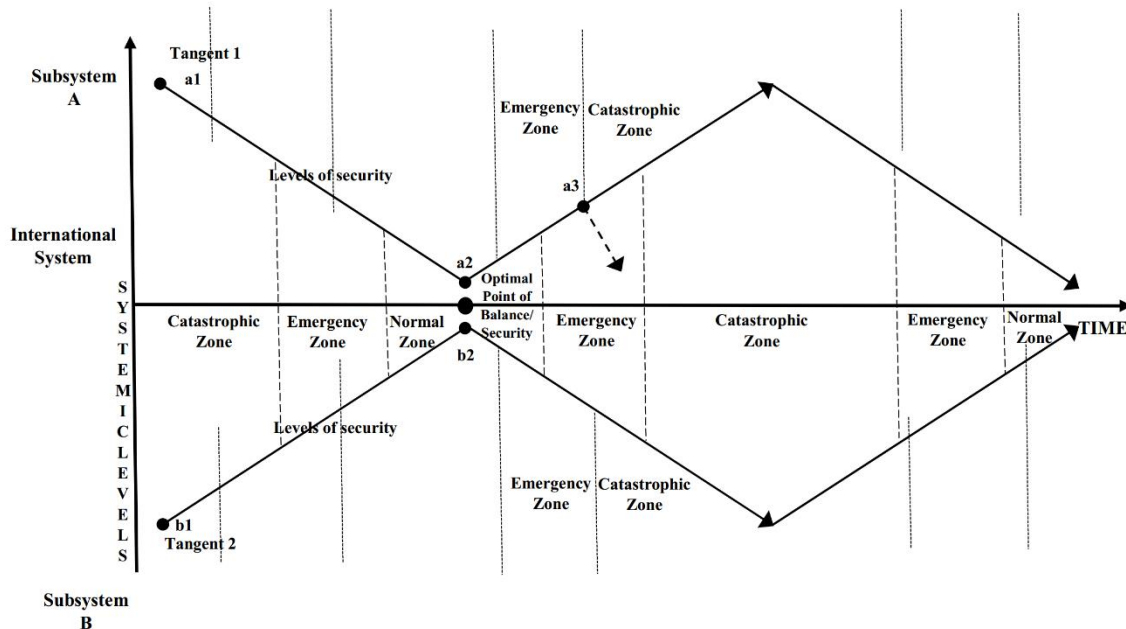 Tangent 1
Subsystem
A
a1
Emergency
Zone
Catastrophic
Zone
Levels of security
a3
International
System
a2
Optimal
Point of
Balance/
Security
SYSTEMIC LEVELS
Catastrophic
Zone
Emergency
Zone
Normal
Zone
Emergency
Zone
Catastrophic
Zone
Emergency
Zone
Normal
Zone
TIME
b2
Levels of security
Emergency
Zone
Catastrophic
Zone
b1
Tangent 2
Subsystem
B